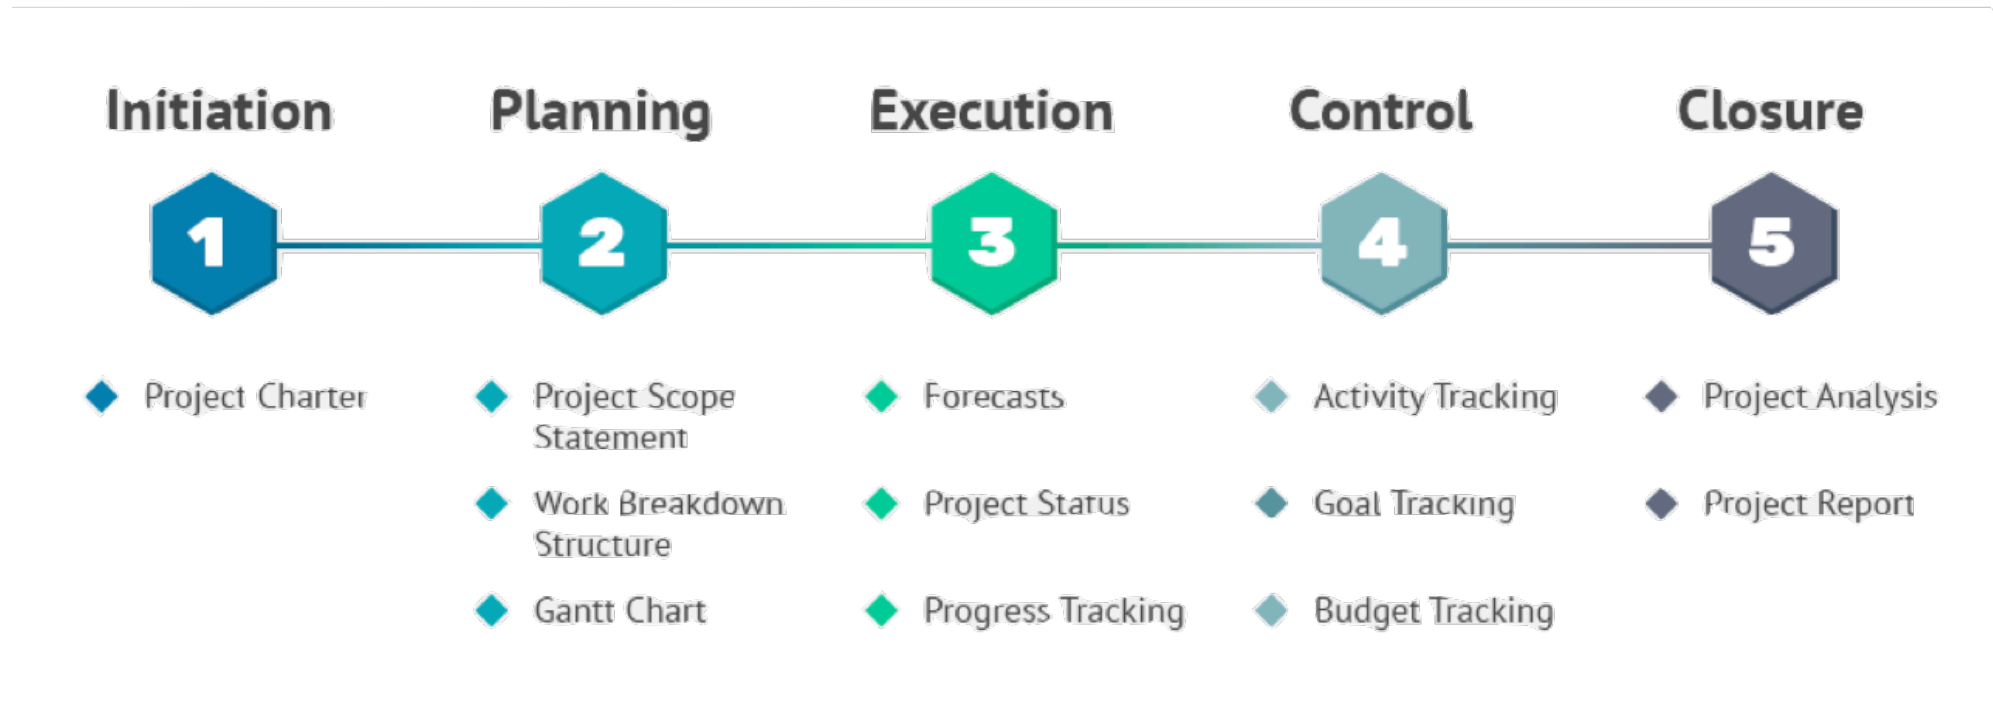 Initiation
Planning
Execution
Control
Closure
1
2
3
4
5
Project Charter
Project Scope
Statement
Work Breakdown
Structure
Gantt Chart
Forecasts
Project Status
Progress Tracking
Activity Tracking
Goal Tracking
Budget Tracking
Project Analysis
Project Report